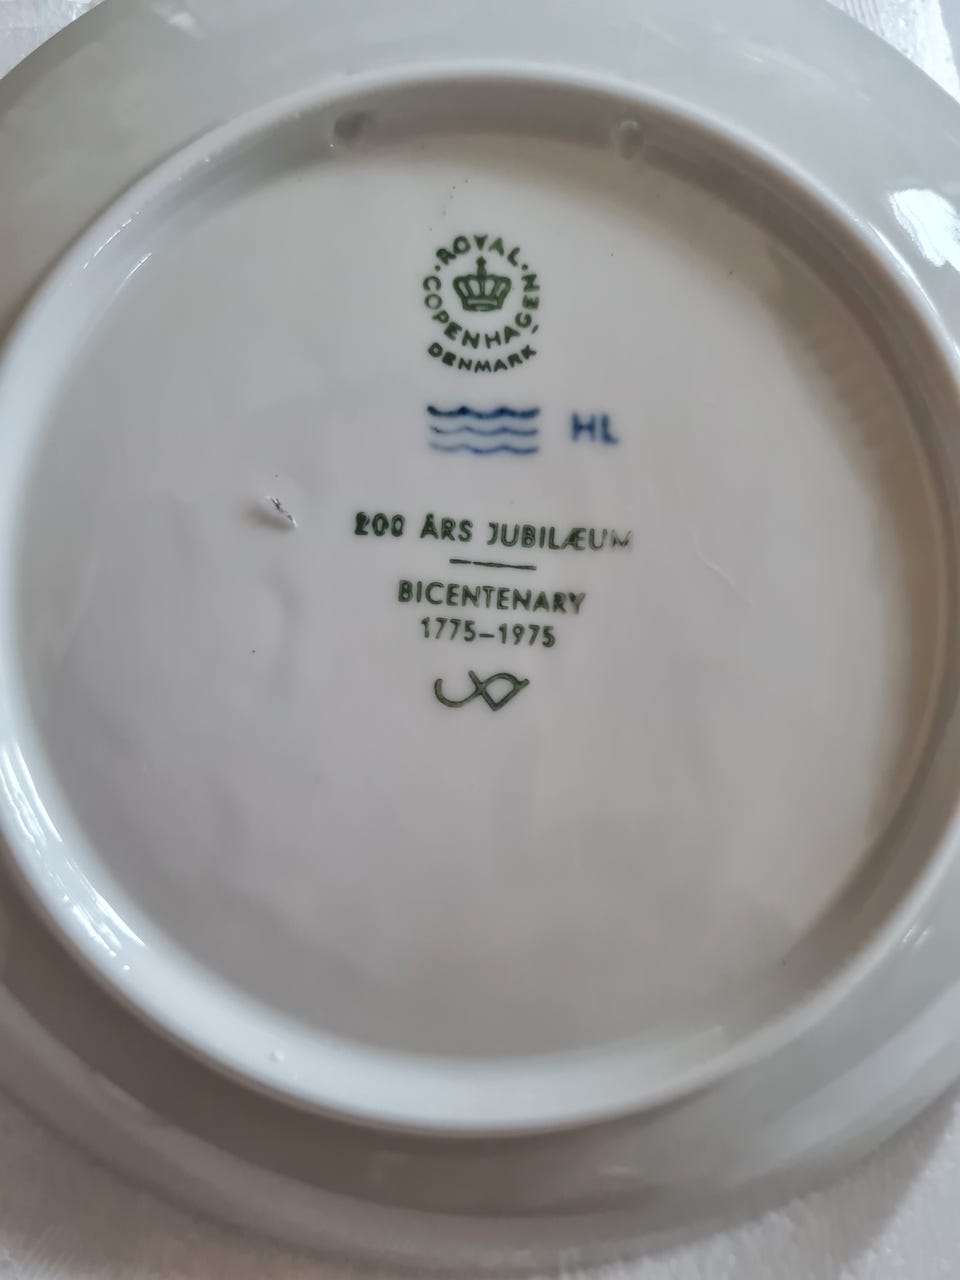 ROYAL
COPENHAGEN
DENMARK
HL
200 ÅRS JUBILÆUM
BICENTENARY
1775–1975